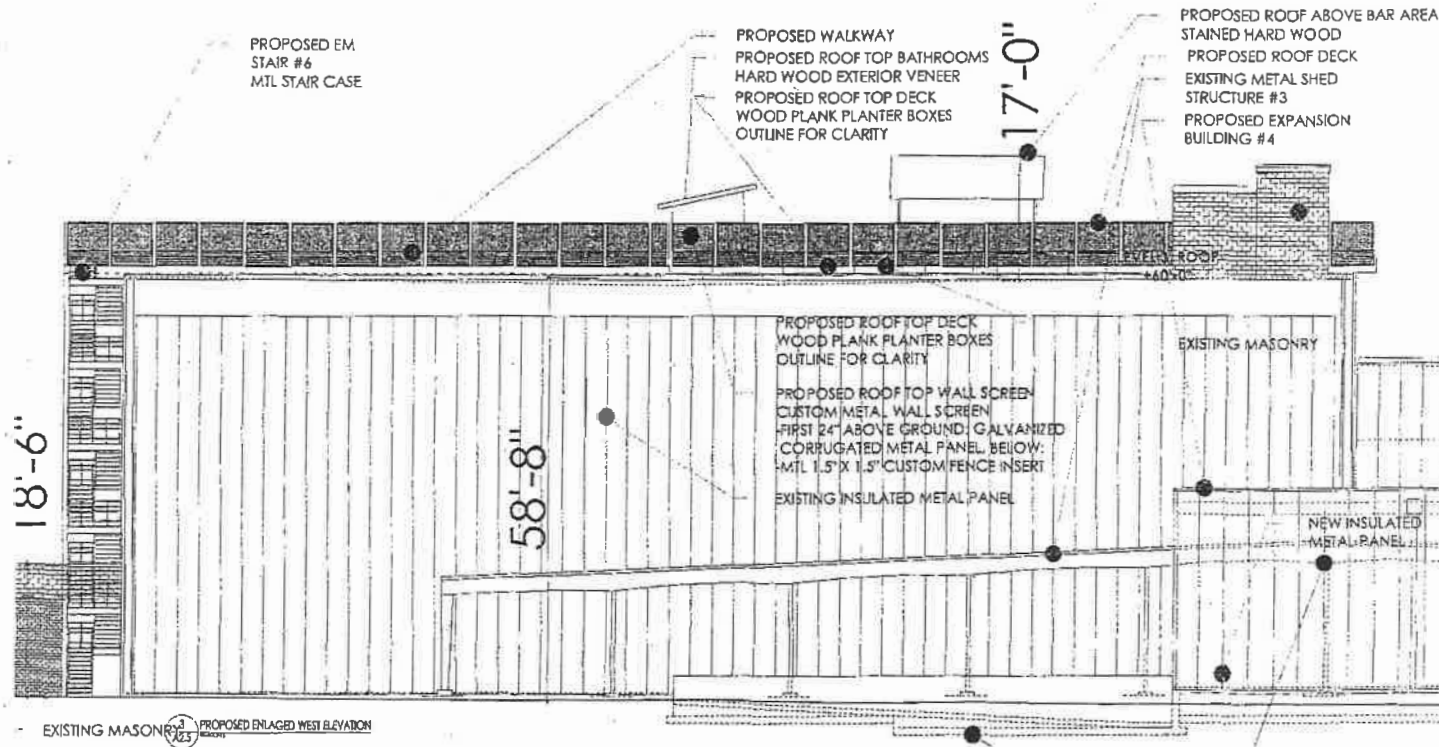 PROPOSED EM
STAIR #6
MTL STAIR CASE
PROPOSED WALKWAY
PROPOSED ROOF TOP BATHROOMS
HARD WOOD EXTERIOR VENEER
PROPOSED ROOF TOP DECK
WOOD PLANK PLANTER BOXES
OUTLINE FOR CLARITY
17'-0"
PROPOSED ROOF ABOVE BAR AREA
STAINED HARD WOOD
PROPOSED ROOF DECK
EXISTING METAL SHED
STRUCTURE #3
PROPOSED EXPANSION
BUILDING #4
ROOF
PROPOSED ROOF TOP DECK
WOOD PLANK PLANTER BOXES
OUTLINE FOR CLARITY
PROPOSED ROOF TOP WALL SCREEN
CUSTOM METAL WALL SCREEN
-FIRST 24" ABOVE GROUND: GALVANIZED
CORRUGATED METAL PANEL, BELOW:
-MTL 1.5" X 1.5" CUSTOM FENCE INSERT
EXISTING INSULATED METAL PANEL
EXISTING MASONRY
18'-6"
58'-8"
NEW INSULATED
METAL PANEL
EXISTING MASONRY
3
A2.5
PROPOSED ENLAGED WEST ELEVATION